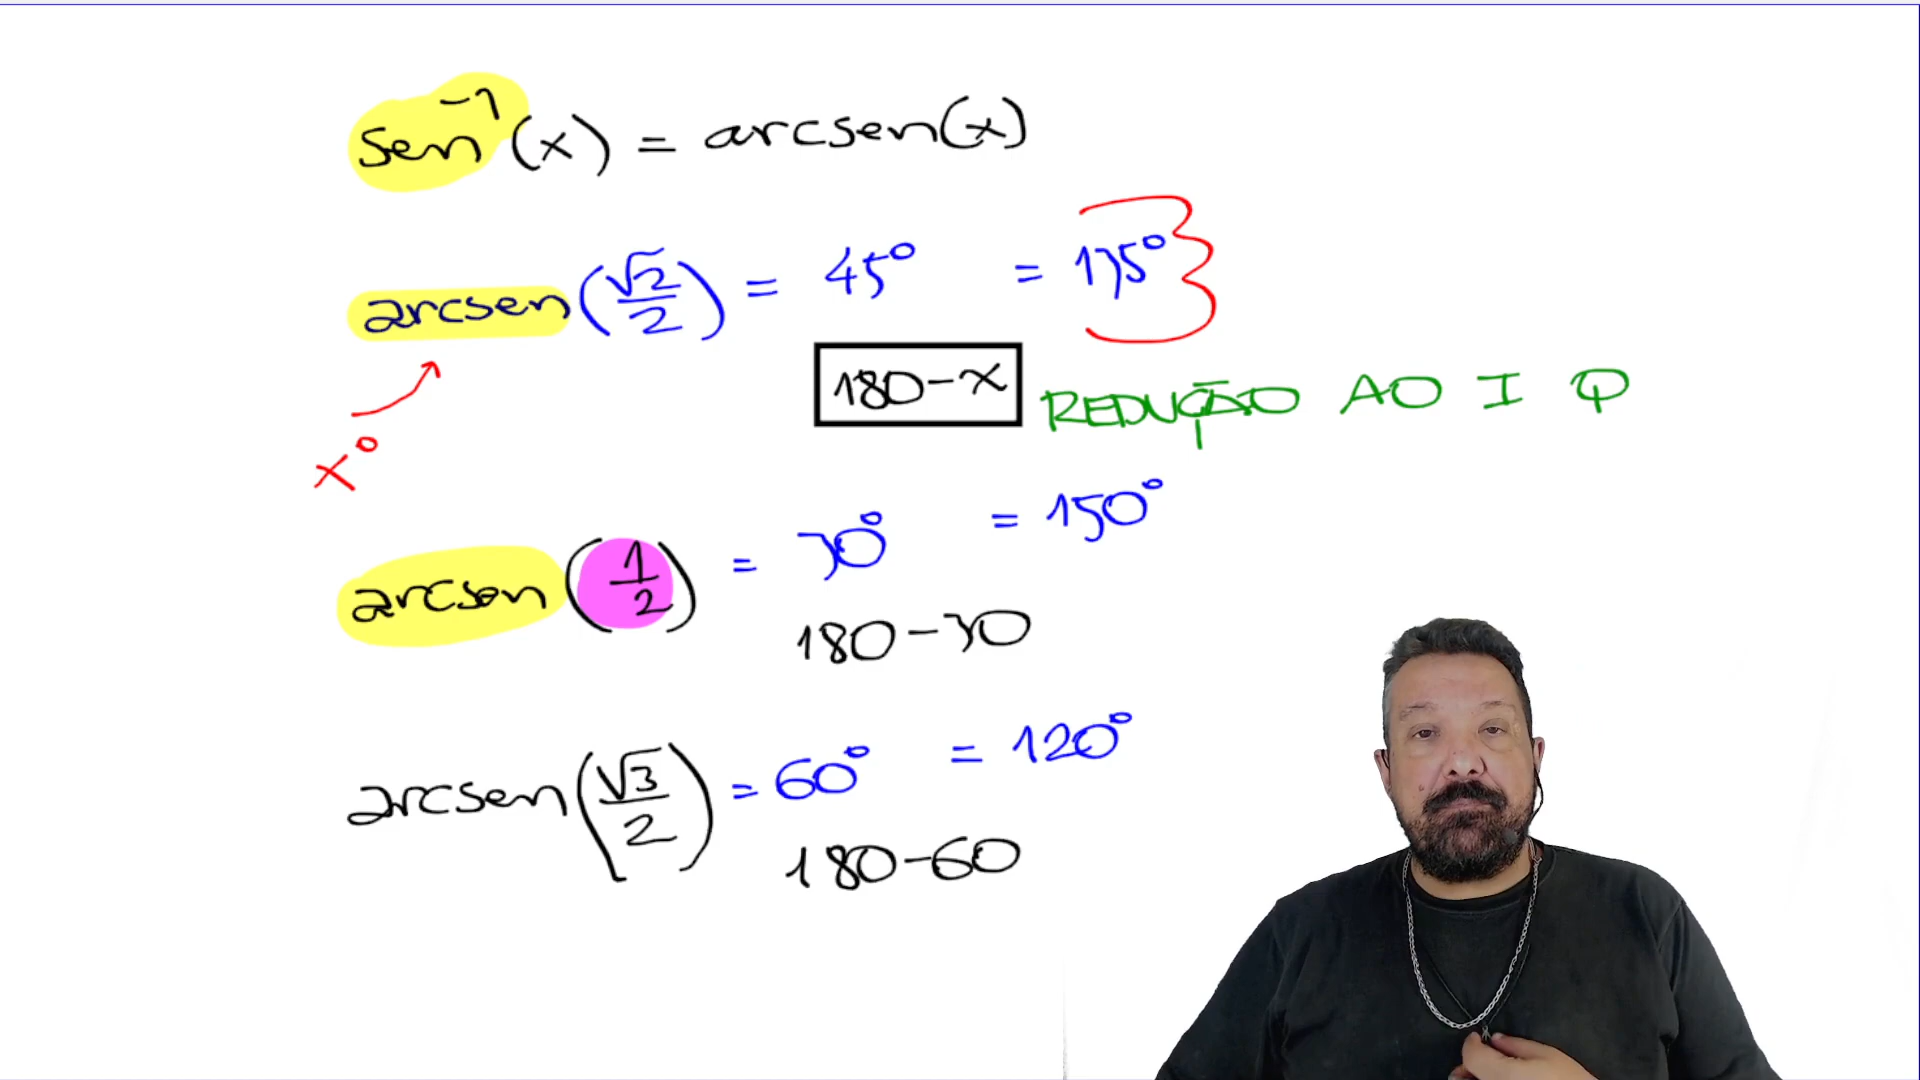 sen⁻¹(x) = arcsen(x)
arcsen(√2/2) = 45° = 135°
180-x REDUÇÃO AO I Q
x°
arcsen(1/2) = 30° = 150°
180-30
arcsen(√3/2) = 60° = 120°
180-60